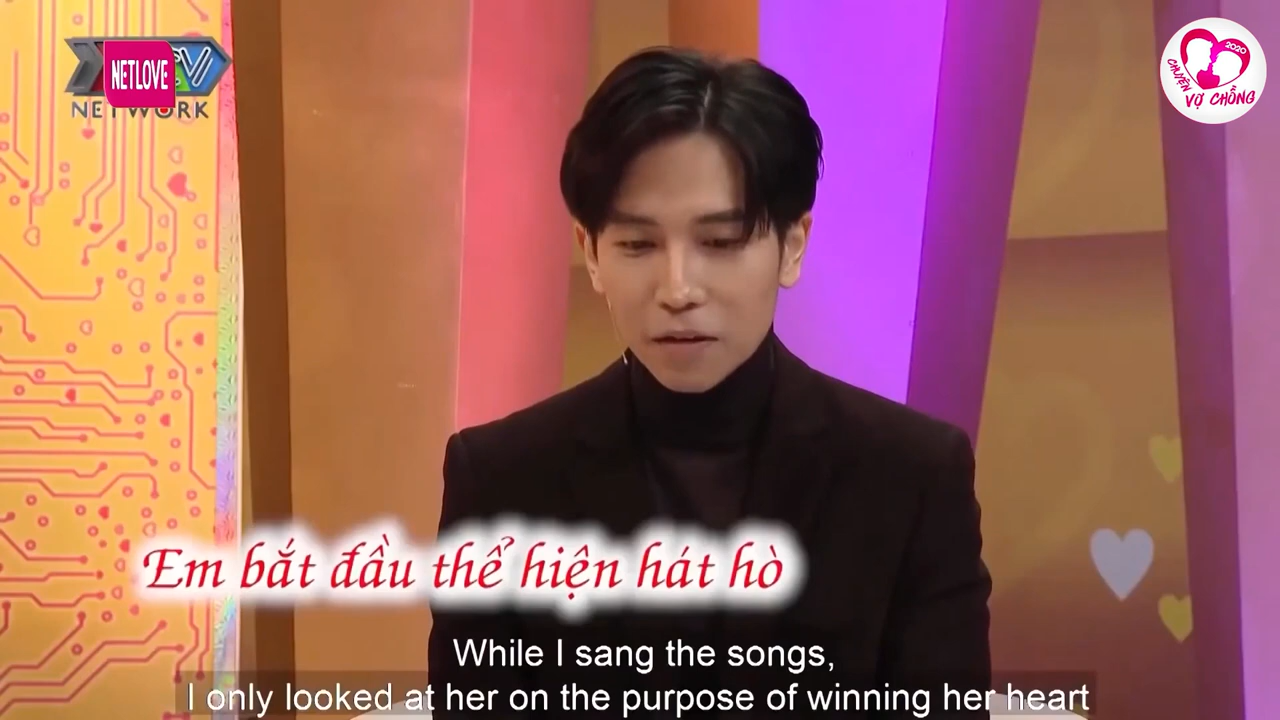 NETLOVE
V
NETWORK
2020
CHUYỆN
VỢ CHỒNG
Em bắt đầu thể hiện hát hò
While I sang the songs,
I only looked at her on the purpose of winning her heart